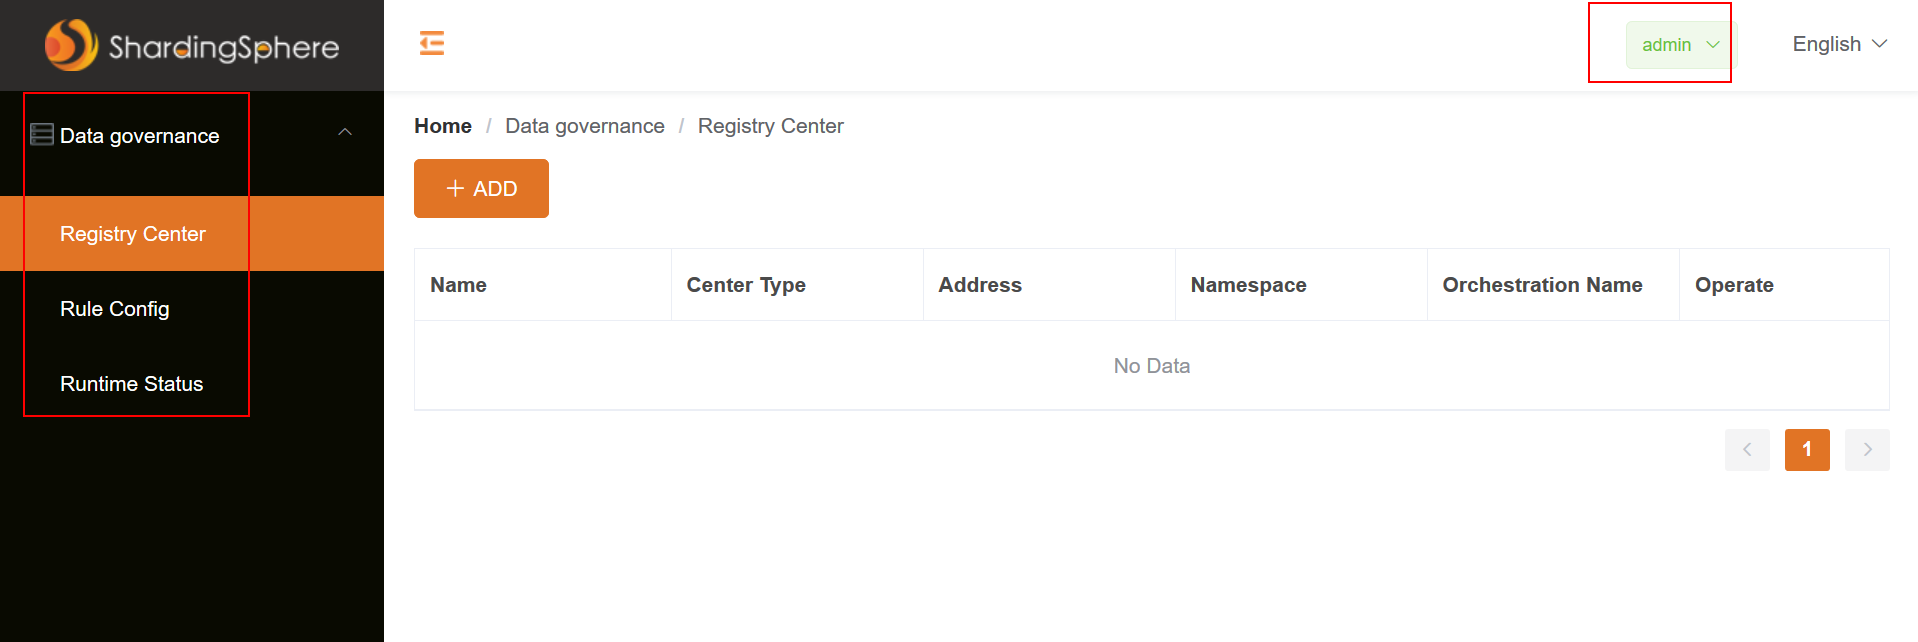 ShardingSphere
admin
English
Data governance
Registry Center
Rule Config
Runtime Status
Home / Data governance / Registry Center
+ ADD
Name Center Type Address Namespace Orchestration Name Operate
No Data
1